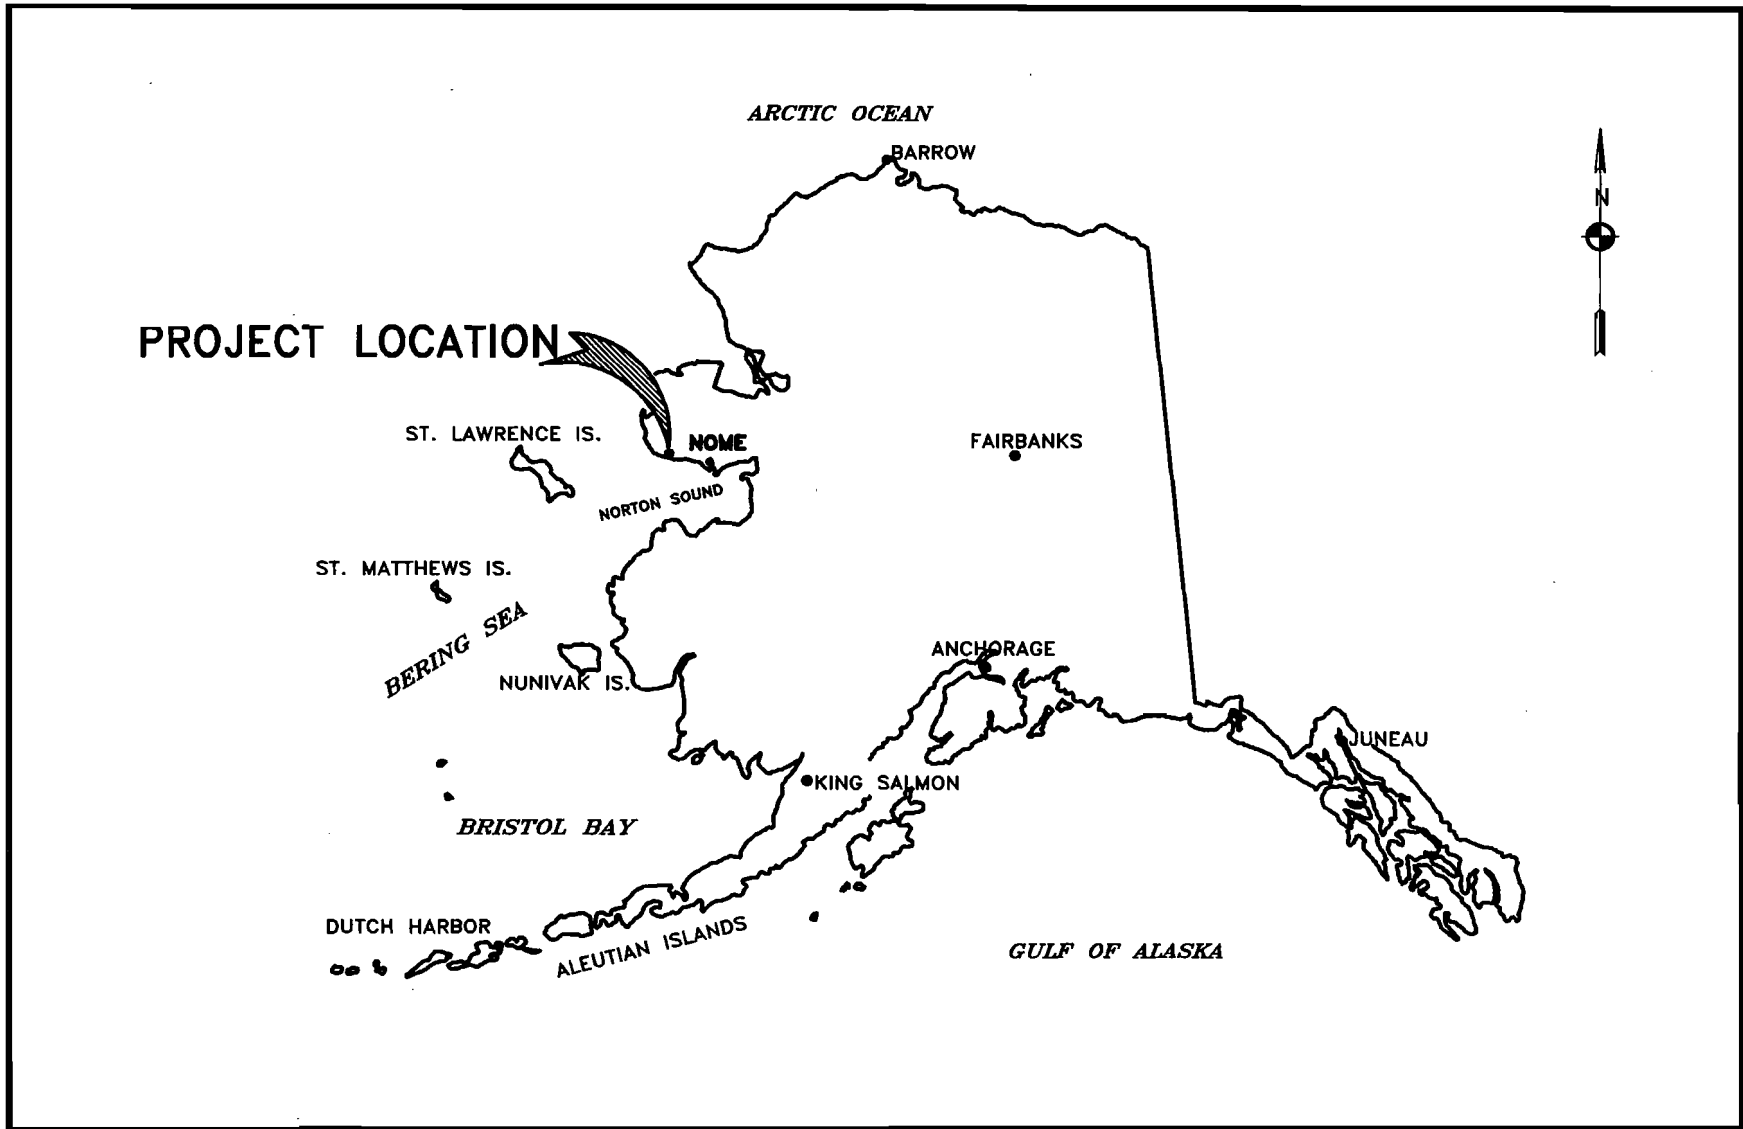 ARCTIC OCEAN
BARROW
N
PROJECT LOCATION
ST. LAWRENCE IS.
NOME
FAIRBANKS
NORTON SOUND
ST. MATTHEWS IS.
BERING SEA
ANCHORAGE
NUNIVAK IS.
JUNEAU
KING SALMON
BRISTOL BAY
DUTCH HARBOR
ALEUTIAN ISLANDS
GULF OF ALASKA